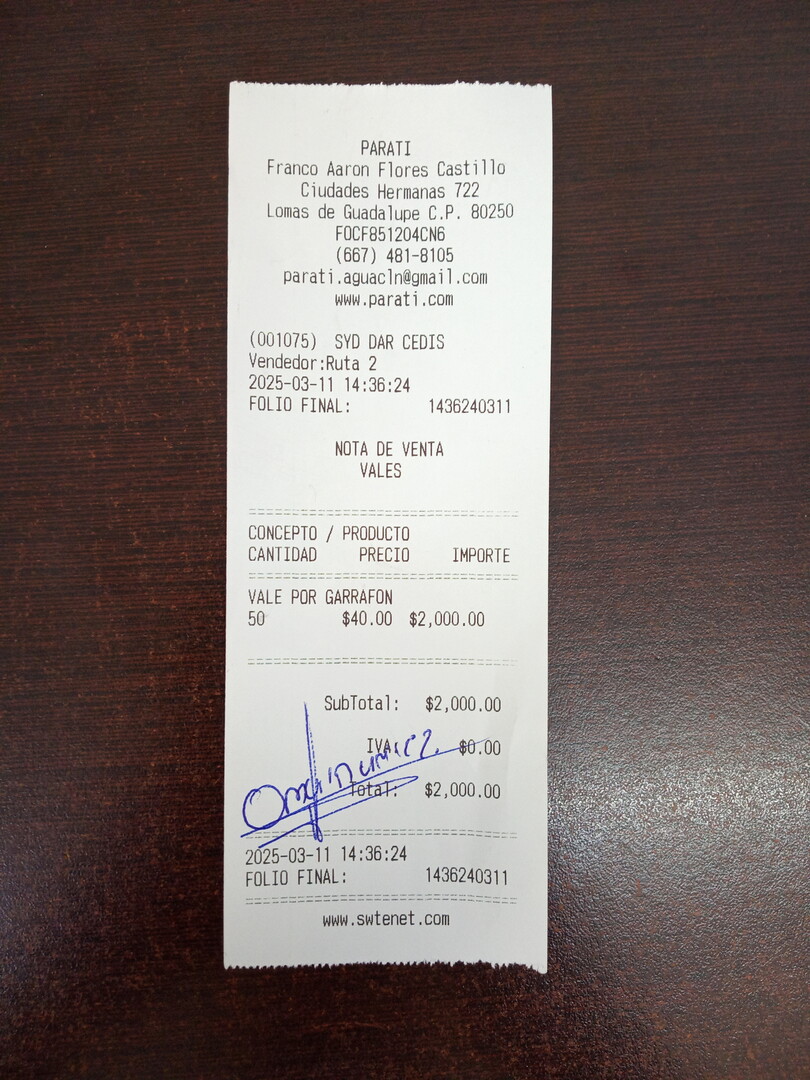 PARATI
Franco Aaron Flores Castillo
Ciudades Hermanas 722
Lomas de Guadalupe C.P. 80250
FOCF851204CN6
(667) 481-8105
parati.aguacln@gmail.com
www.parati.com
(001075) SYD DAR CEDIS
Vendedor:Ruta 2
2025-03-11 14:36:24
FOLIO FINAL: 1436240311
NOTA DE VENTA
VALES
CONCEPTO / PRODUCTO
CANTIDAD PRECIO IMPORTE
VALE POR GARRAFON
50 $40.00 $2,000.00
SubTotal: $2,000.00
IVA: $0.00
Total: $2,000.00
2025-03-11 14:36:24
FOLIO FINAL: 1436240311
www.swtenet.com